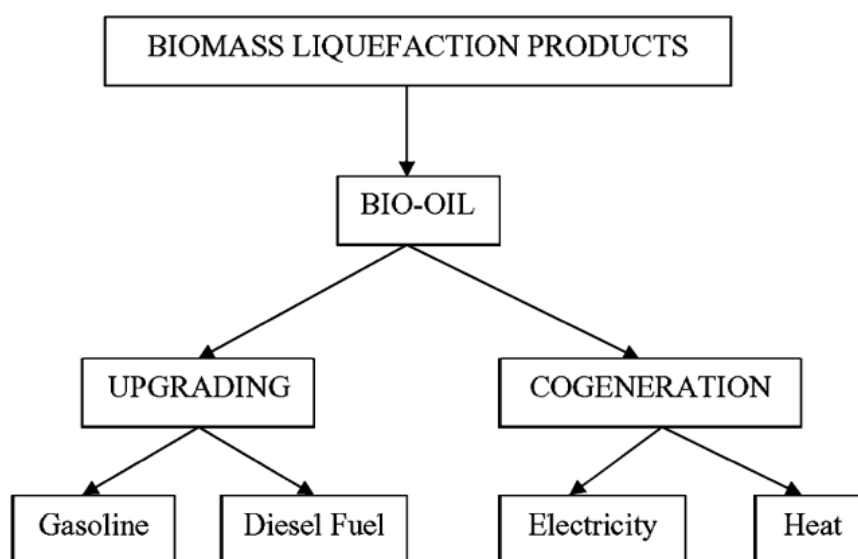 BIOMASS LIQUEFACTION PRODUCTS
BIO-OIL
UPGRADING
COGENERATION
Gasoline
Diesel Fuel
Electricity
Heat